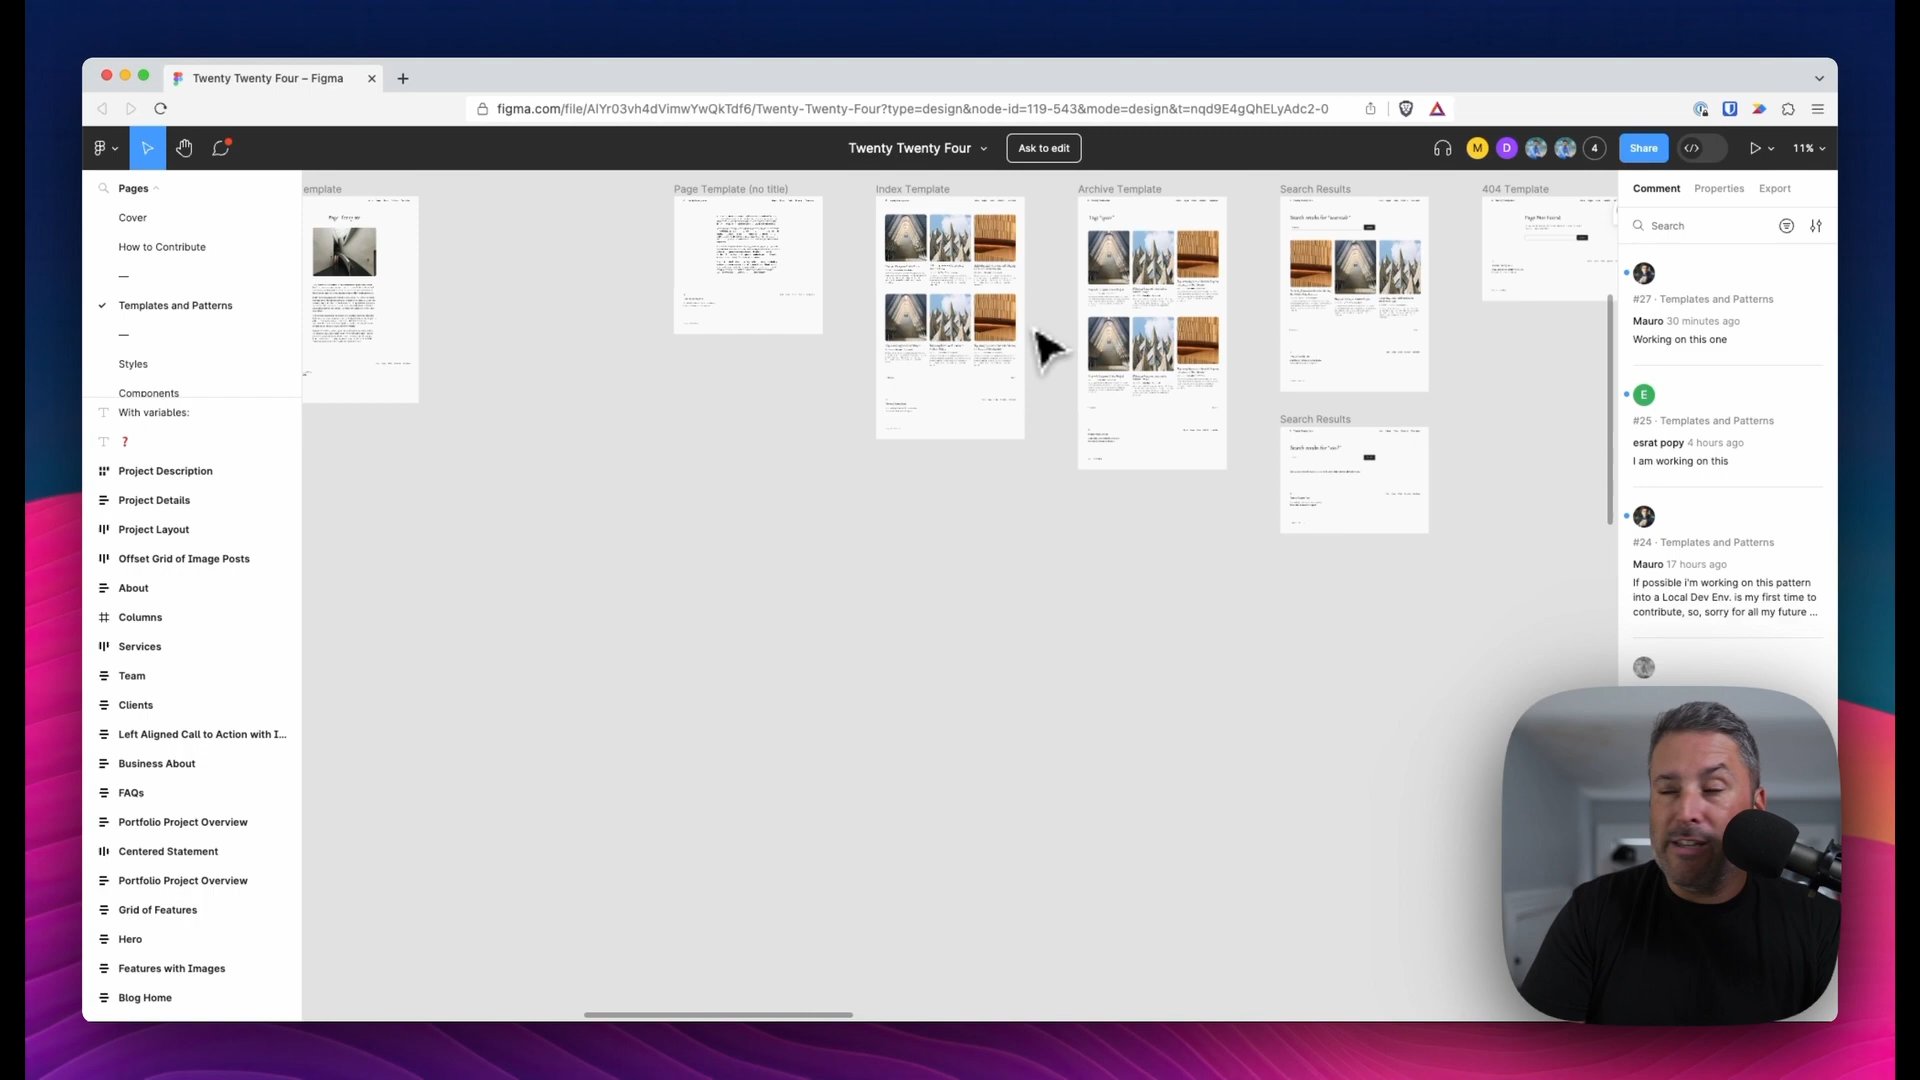 Twenty Twenty Four – Figma
figma.com/file/AlYr03vh4dVimwYwQkTdf6/Twenty-Twenty-Four?type=design&node-id=119-543&mode=design&t=nqd9E4gQhELyAdc2-0
Twenty Twenty Four
Ask to edit
M
D
4
Share
11%
Pages
Cover
How to Contribute
—
Templates and Patterns
—
Styles
Components
With variables:
?
Project Description
Project Details
Project Layout
Offset Grid of Image Posts
About
Columns
Services
Team
Clients
Left Aligned Call to Action with I...
Business About
FAQs
Portfolio Project Overview
Centered Statement
Portfolio Project Overview
Grid of Features
Hero
Features with Images
Blog Home
emplate
Page Template (no title)
Index Template
Archive Template
Search Results
404 Template
Search Results
Comment
Properties
Export
Search
#27 · Templates and Patterns
Mauro 30 minutes ago
Working on this one
E
#25 · Templates and Patterns
esrat popy 4 hours ago
I am working on this
#24 · Templates and Patterns
Mauro 17 hours ago
If possible i'm working on this pattern
into a Local Dev Env. is my first time to
contribute, so, sorry for all my future ...